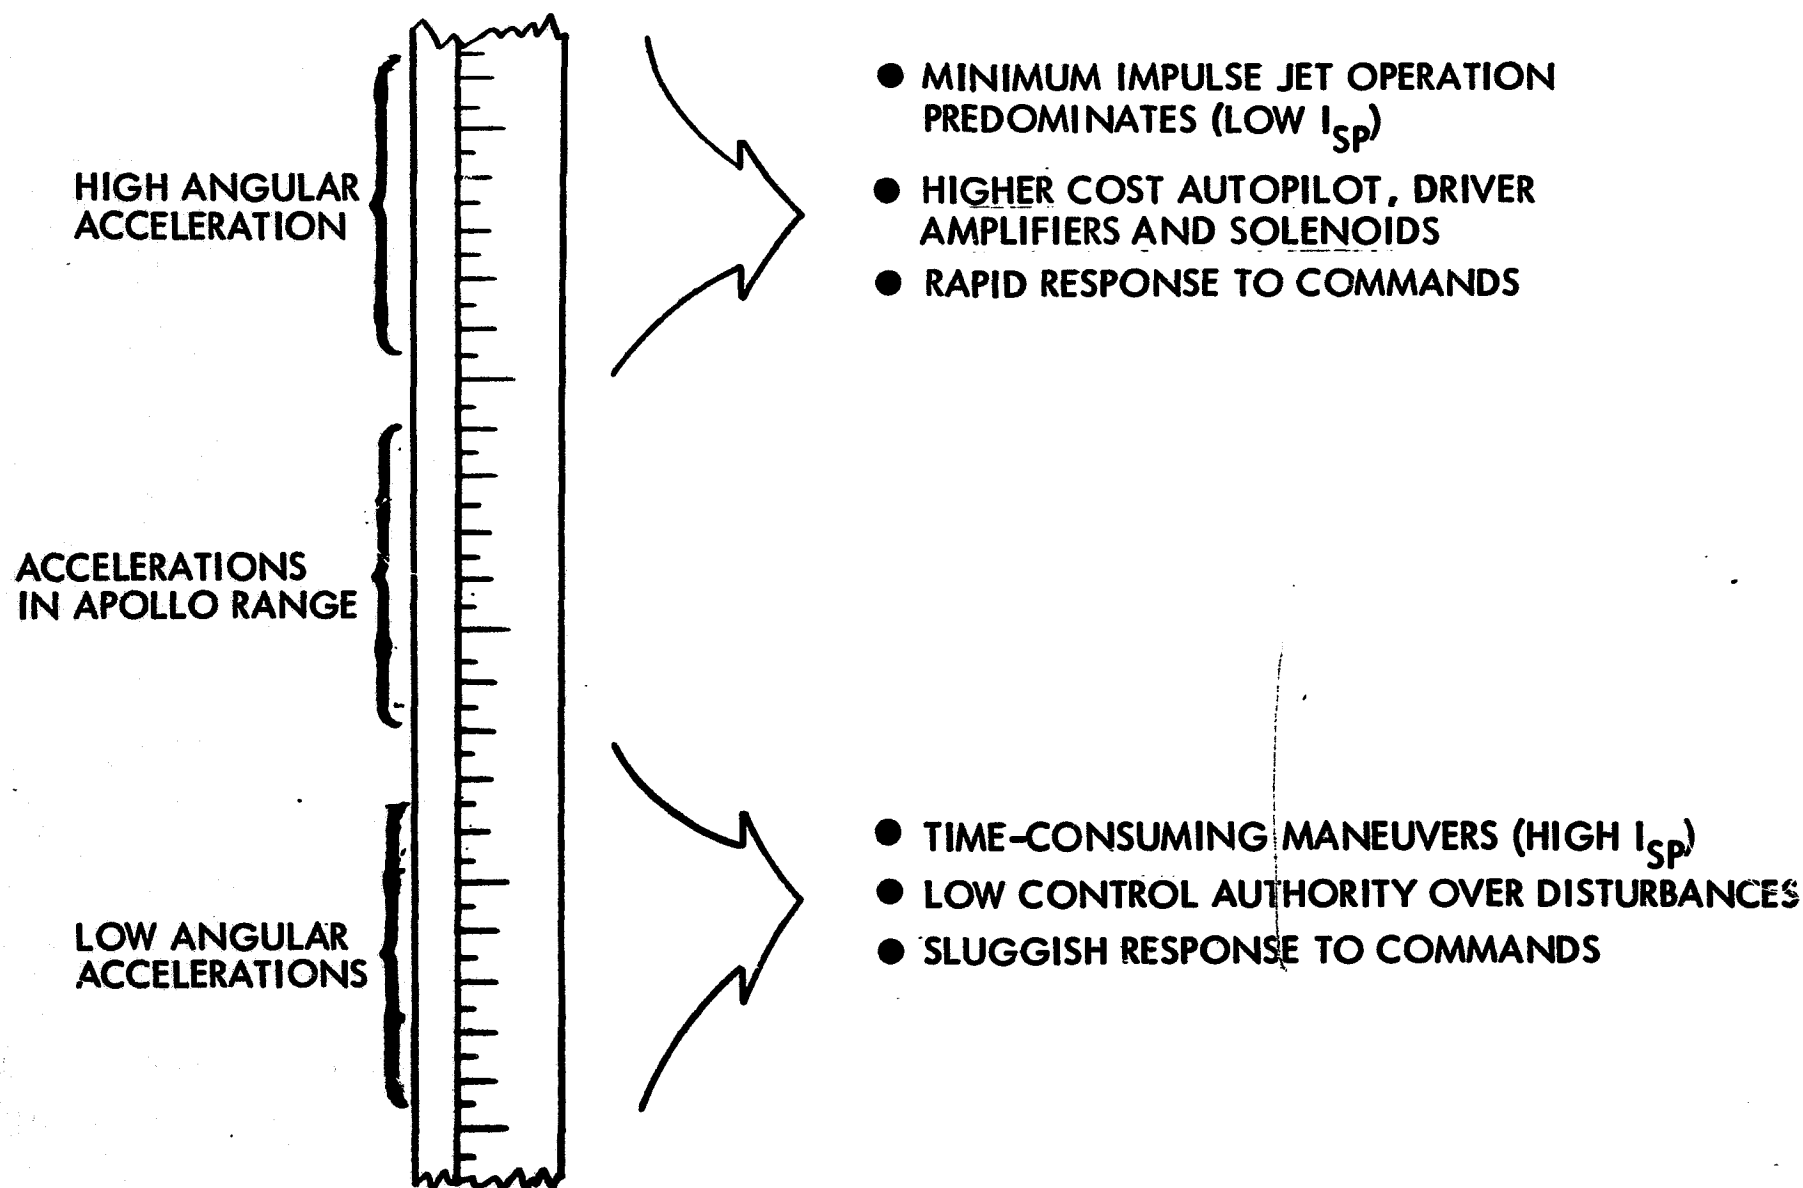 HIGH ANGULAR
ACCELERATION
● MINIMUM IMPULSE JET OPERATION
PREDOMINATES (LOW I_SP)
● HIGHER COST AUTOPILOT, DRIVER
AMPLIFIERS AND SOLENOIDS
● RAPID RESPONSE TO COMMANDS
ACCELERATIONS
IN APOLLO RANGE
LOW ANGULAR
ACCELERATIONS
● TIME-CONSUMING MANEUVERS (HIGH I_SP)
● LOW CONTROL AUTHORITY OVER DISTURBANCES
● SLUGGISH RESPONSE TO COMMANDS